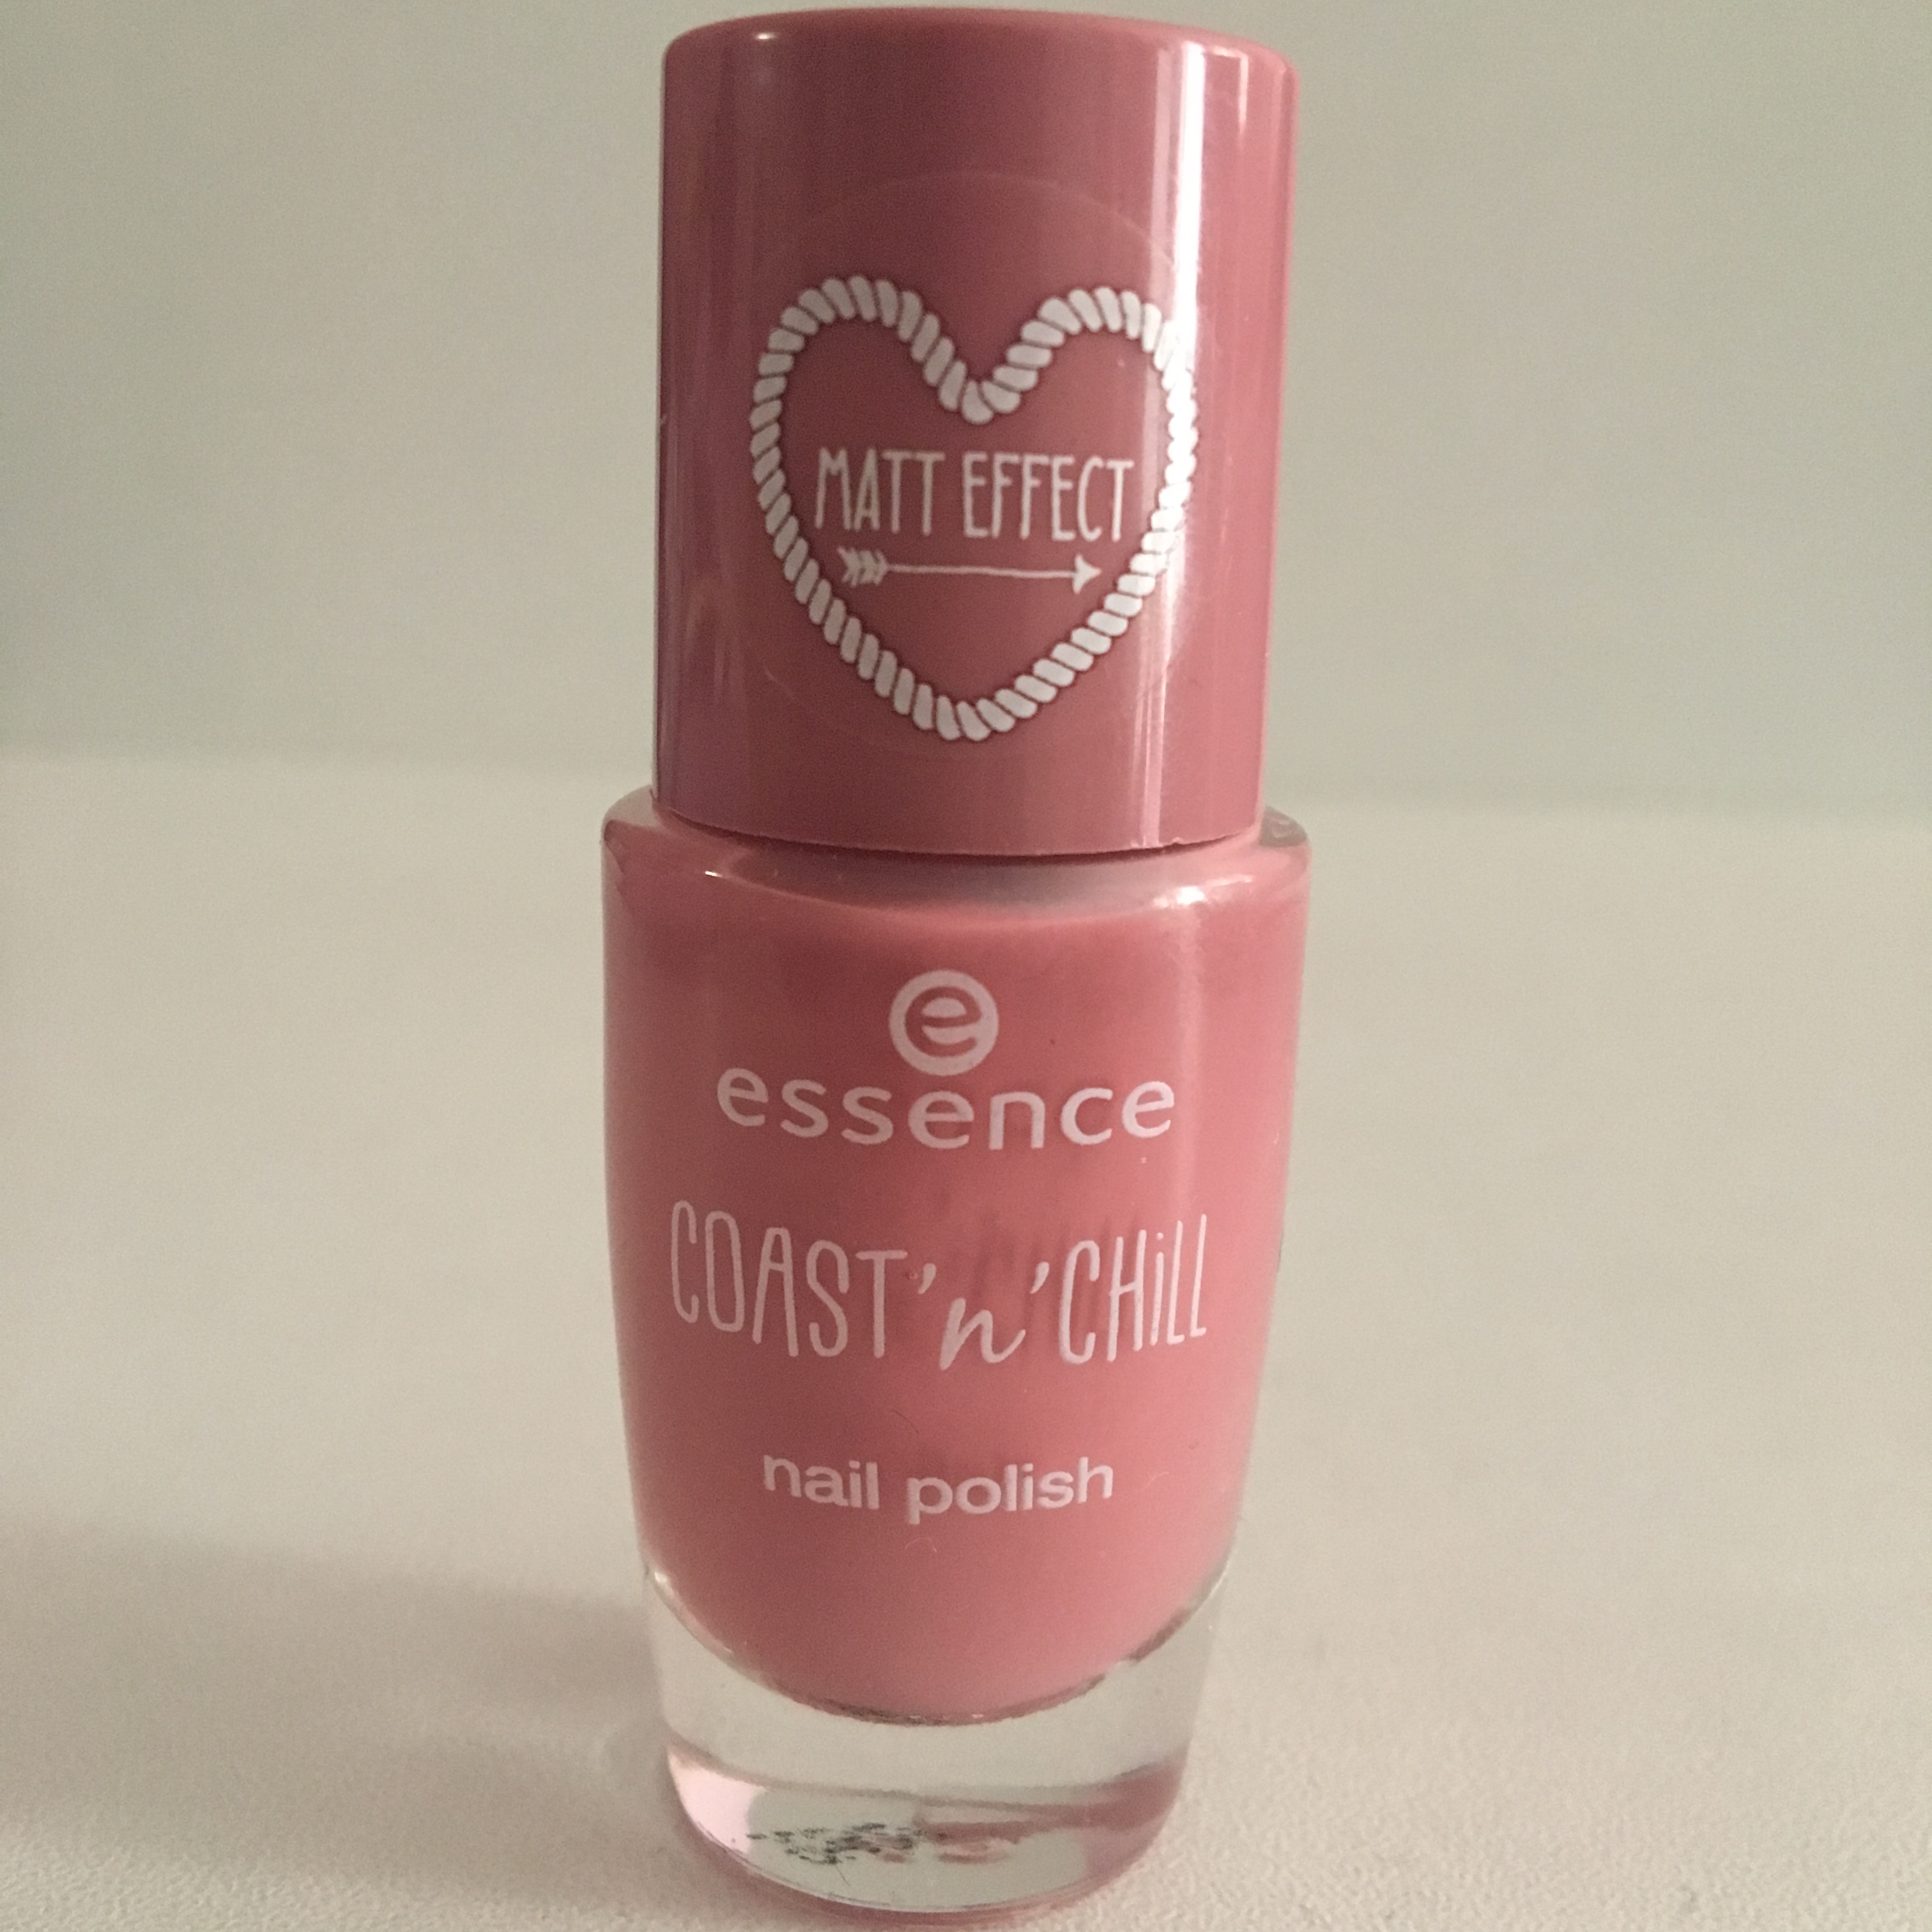 MATT EFFECT
e
essence
COAST'n'CHiLL
nail polish